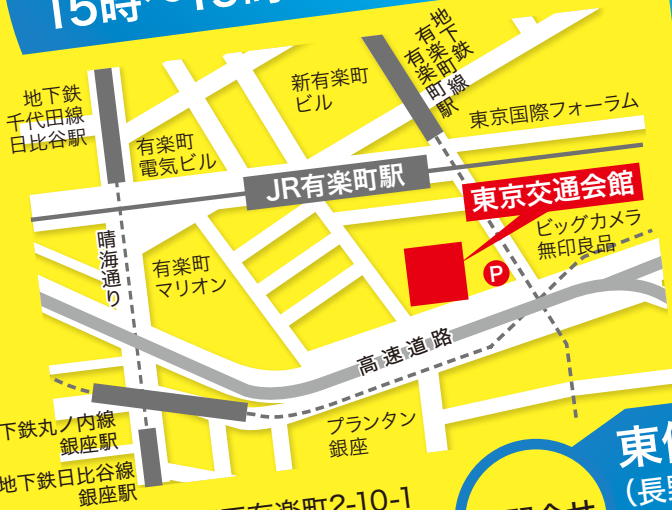 15時～
地下鉄
千代田線
日比谷駅
有楽町
電気ビル
新有楽町
ビル
地下鉄
有楽町線
有楽町駅
東京国際フォーラム
JR有楽町駅
東京交通会館
ビッグカメラ
無印良品
P
晴海通り
有楽町
マリオン
高速道路
下鉄丸ノ内線
銀座駅
プランタン
銀座
地下鉄日比谷線
銀座駅
有楽町2-10-1
東